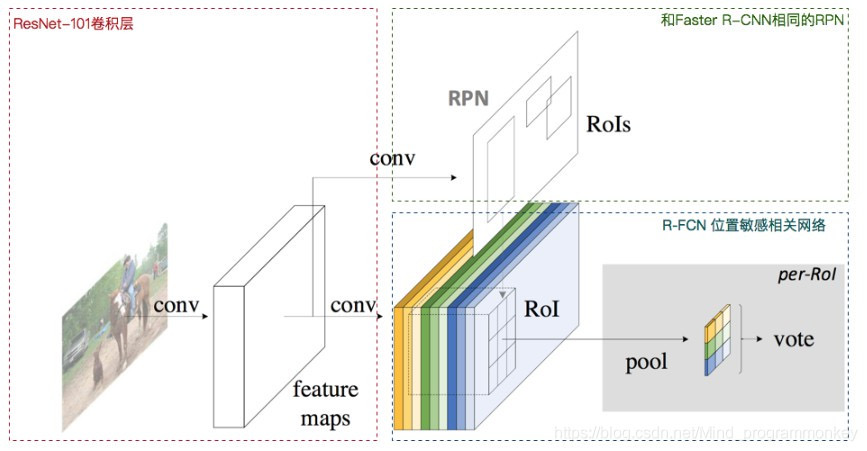 ResNet-101卷积层
和Faster R-CNN相同的RPN
RPN
RoIs
conv
R-FCN 位置敏感相关网络
per-RoI
conv
conv
RoI
pool
vote
feature
maps
https://blog.csdn.net/Mind_programmonkey